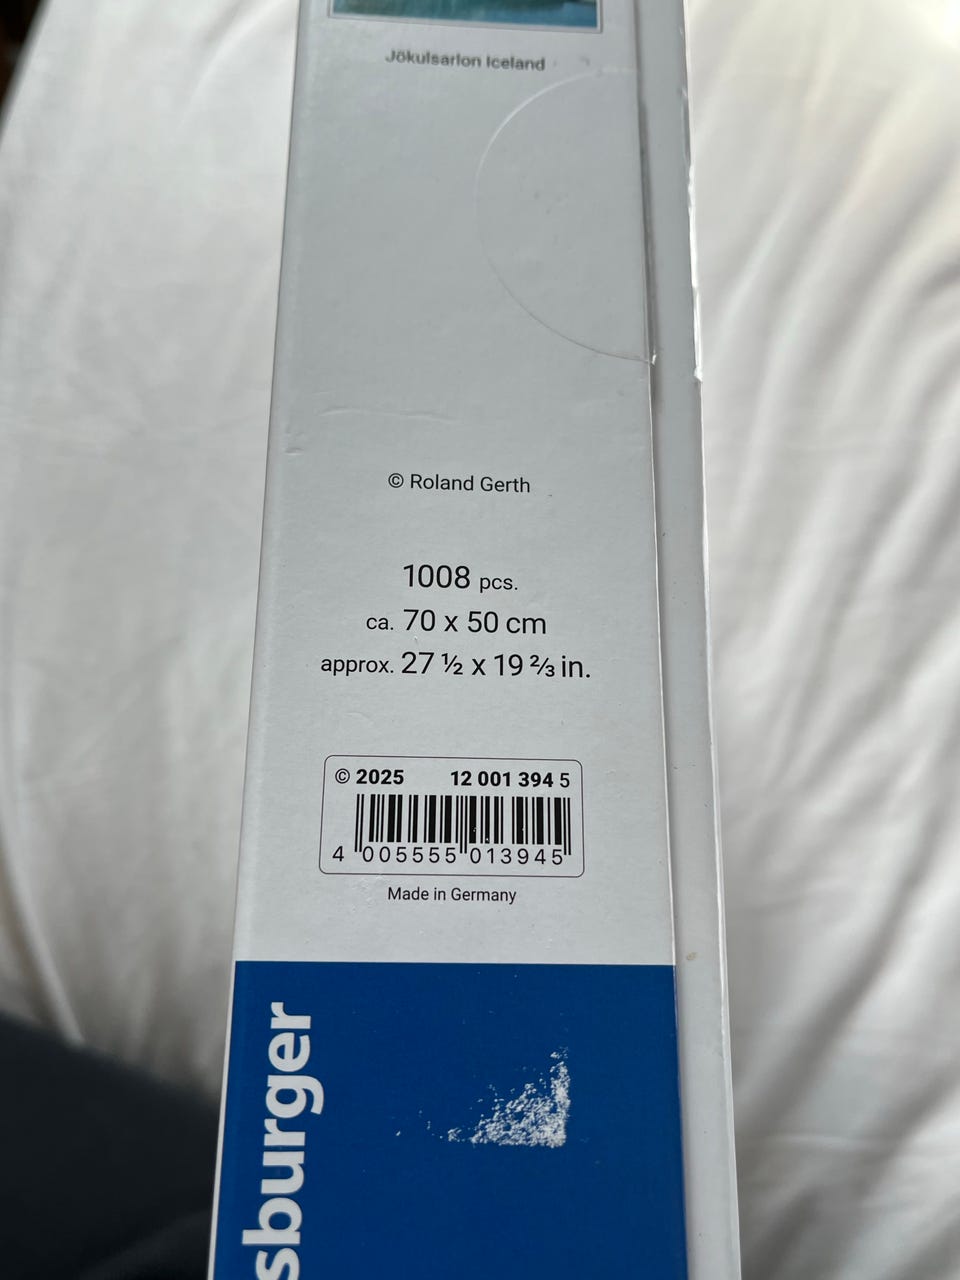 Jökulsarlon Iceland
© Roland Gerth
1008 pcs.
ca. 70 x 50 cm
approx. 27 ½ x 19 ⅔ in.
© 2025 12 001 394 5
4 005555 013945
Made in Germany
sburger